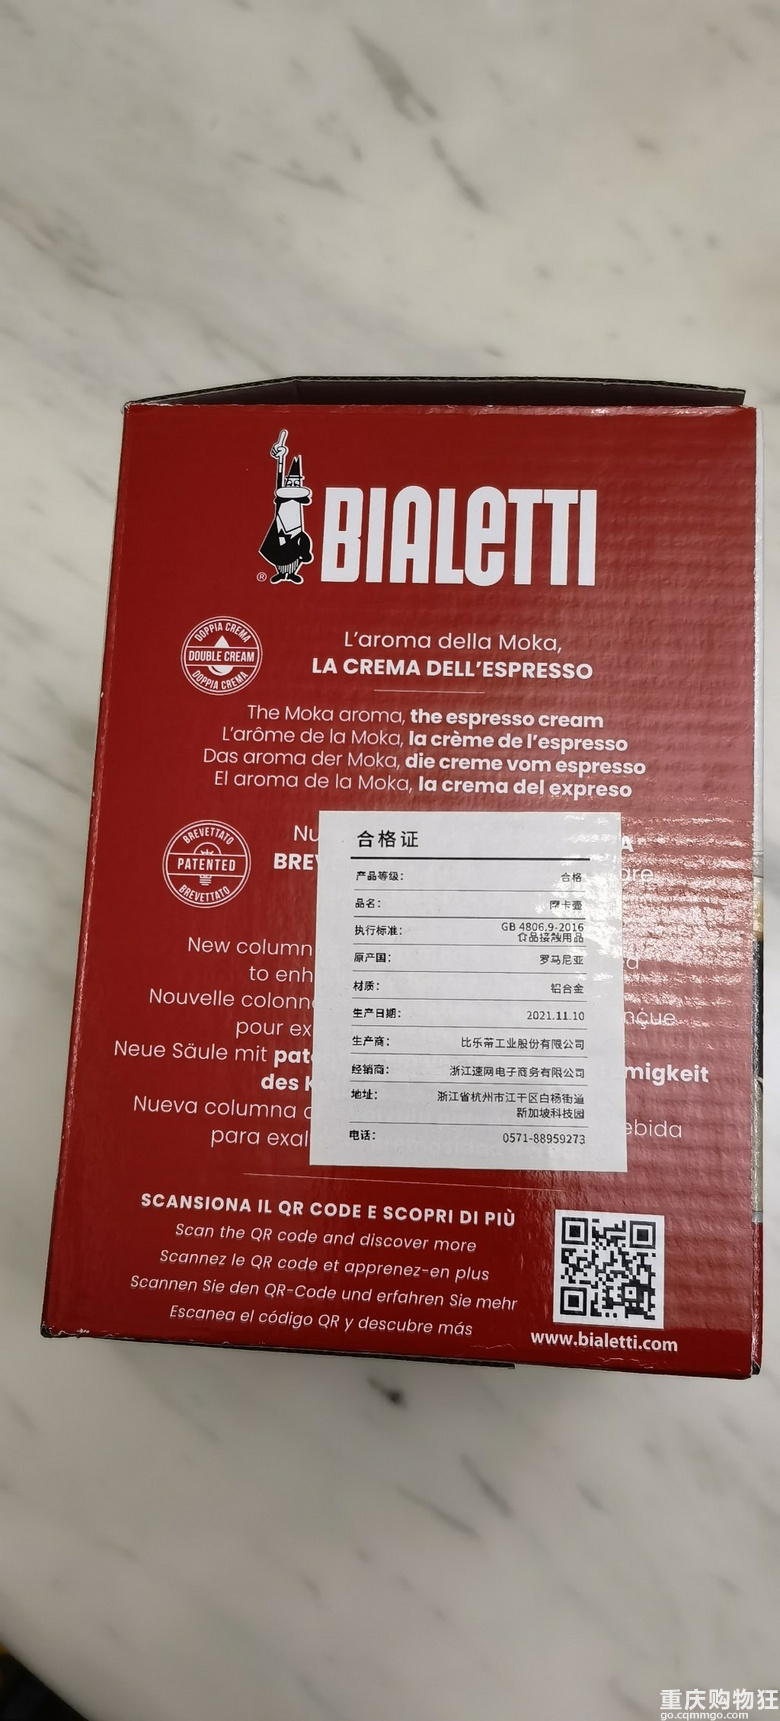 BIALETTI
®
DOPPIA CREMA
DOUBLE CREAM
DOPPIA CREMA
L'aroma della Moka,
LA CREMA DELL'ESPRESSO
The Moka aroma, the espresso cream
L'arôme de la Moka, la crème de l'espresso
Das aroma der Moka, die creme vom espresso
El aroma de la Moka, la crema del expreso
BREVETTATO
PATENTED
BREVETTATO
Nu
A
BREV
ore
New column
to enh
Nouvelle colonn
nçue
pour ex
Neue Säule mit pat
migkeit
des K
Nueva columna
ebida
para exal
合格证
产品等级： 合格
品名： 摩卡壶
执行标准： GB 4806.9-2016
食品接触用品
原产国： 罗马尼亚
材质： 铝合金
生产日期： 2021.11.10
生产商： 比乐蒂工业股份有限公司
经销商： 浙江速网电子商务有限公司
地址： 浙江省杭州市江干区白杨街道
新加坡科技园
电话： 0571-88959273
SCANSIONA IL QR CODE E SCOPRI DI PIÙ
Scan the QR code and discover more
Scannez le QR code et apprenez-en plus
Scannen Sie den QR-Code und erfahren Sie mehr
Escanea el código QR y descubre más
www.bialetti.com
重庆购物狂
go.cqmmgo.com